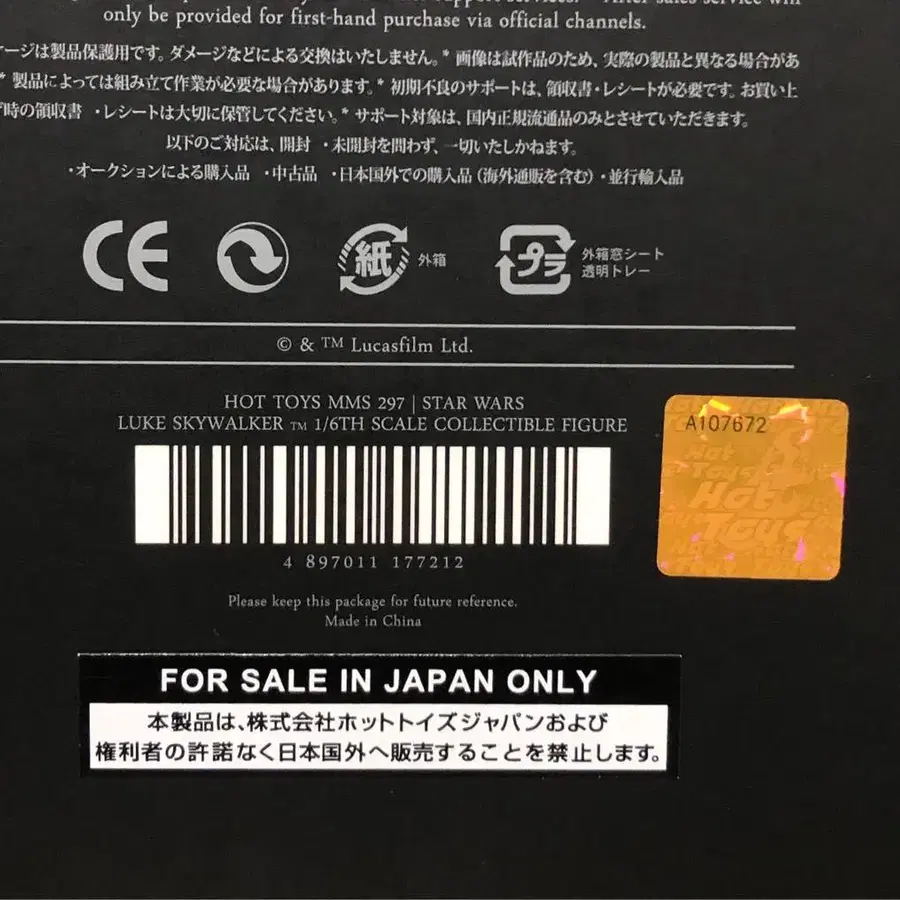 only be provided for first-hand purchase via official channels.
ージは製品保護用です。ダメージなどによる交換はいたしません。* 画像は試作品のため、実際の製品と異なる場合があ
* 製品によっては組み立て作業が必要な場合があります。* 初期不良のサポートは、領収書・レシートが必要です。お買い上
げ時の領収書 ・レシートは大切に保管してください。* サポート対象は、国内正規流通品のみとさせていただきます。
以下のご対応は、開封 ・未開封を問わず、一切いたしかねます。
・オークションによる購入品 ・中古品 ・日本国外での購入品（海外通販を含む）・並行輸入品
CE
紙 外箱
プラ 外箱窓シート
透明トレー
© & ™ Lucasfilm Ltd.
HOT TOYS MMS 297 | STAR WARS
LUKE SKYWALKER ™ 1/6TH SCALE COLLECTIBLE FIGURE
A107672
Hot
Toys
Hot
Toys
4 897011 177212
Please keep this package for future reference.
Made in China
FOR SALE IN JAPAN ONLY
本製品は、株式会社ホットトイズジャパンおよび
権利者の許諾なく日本国外へ販売することを禁止します。